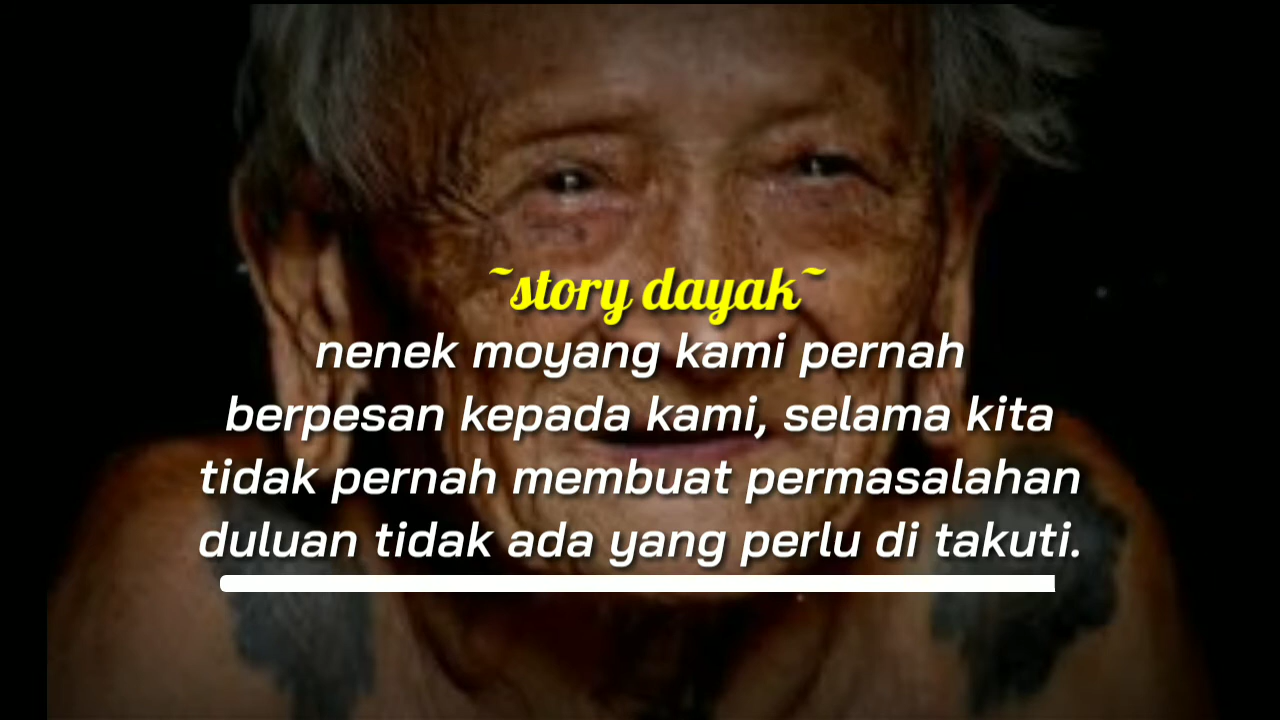 ~story dayak~
nenek moyang kami pernah
berpesan kepada kami, selama kita
tidak pernah membuat permasalahan
duluan tidak ada yang perlu di takuti.